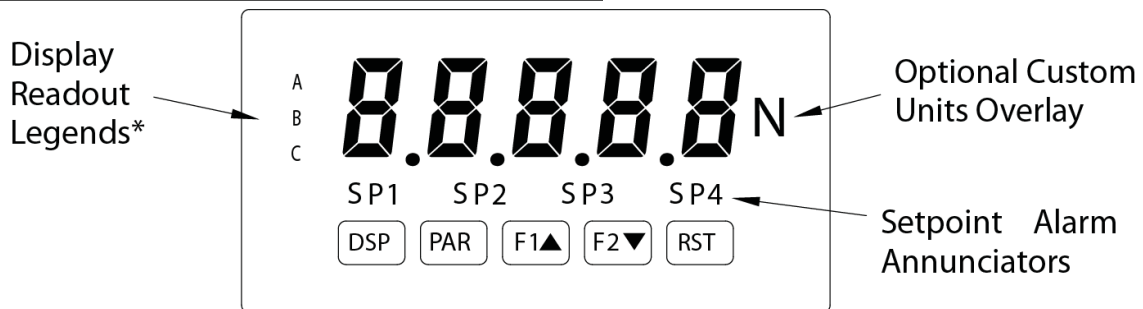 Display
Readout
Legends*
A
B
C
8.8.8.8.8
N
Optional Custom
Units Overlay
SP1 SP2 SP3 SP4
Setpoint Alarm
Annunciators
DSP PAR F1▲ F2▼ RST